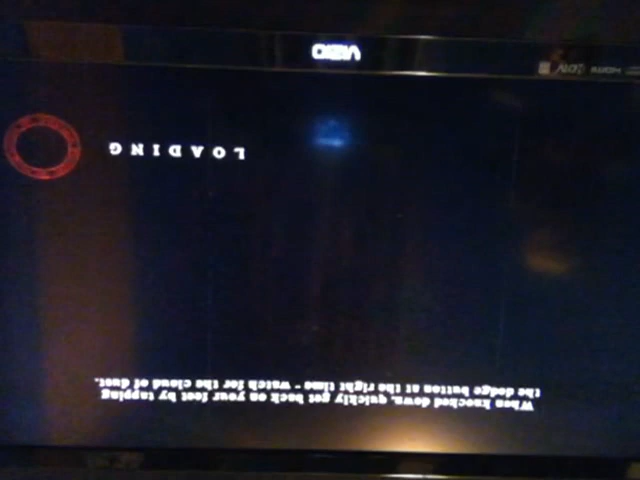 When knocked down, quickly get back on your feet by tapping
the dodge button at the right time - watch for the cloud of dust.
LOADING
VIZIO
HDMI